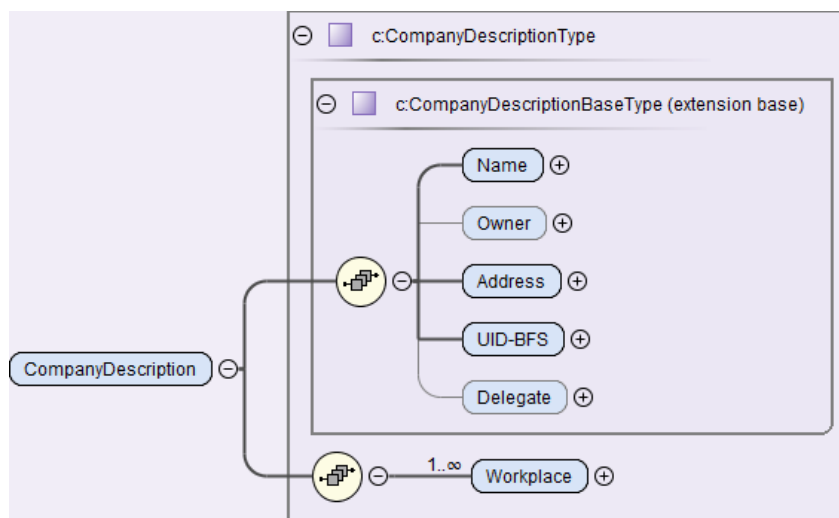 c:CompanyDescriptionType
c:CompanyDescriptionBaseType (extension base)
Name
Owner
Address
UID-BFS
CompanyDescription
Delegate
1..∞
Workplace